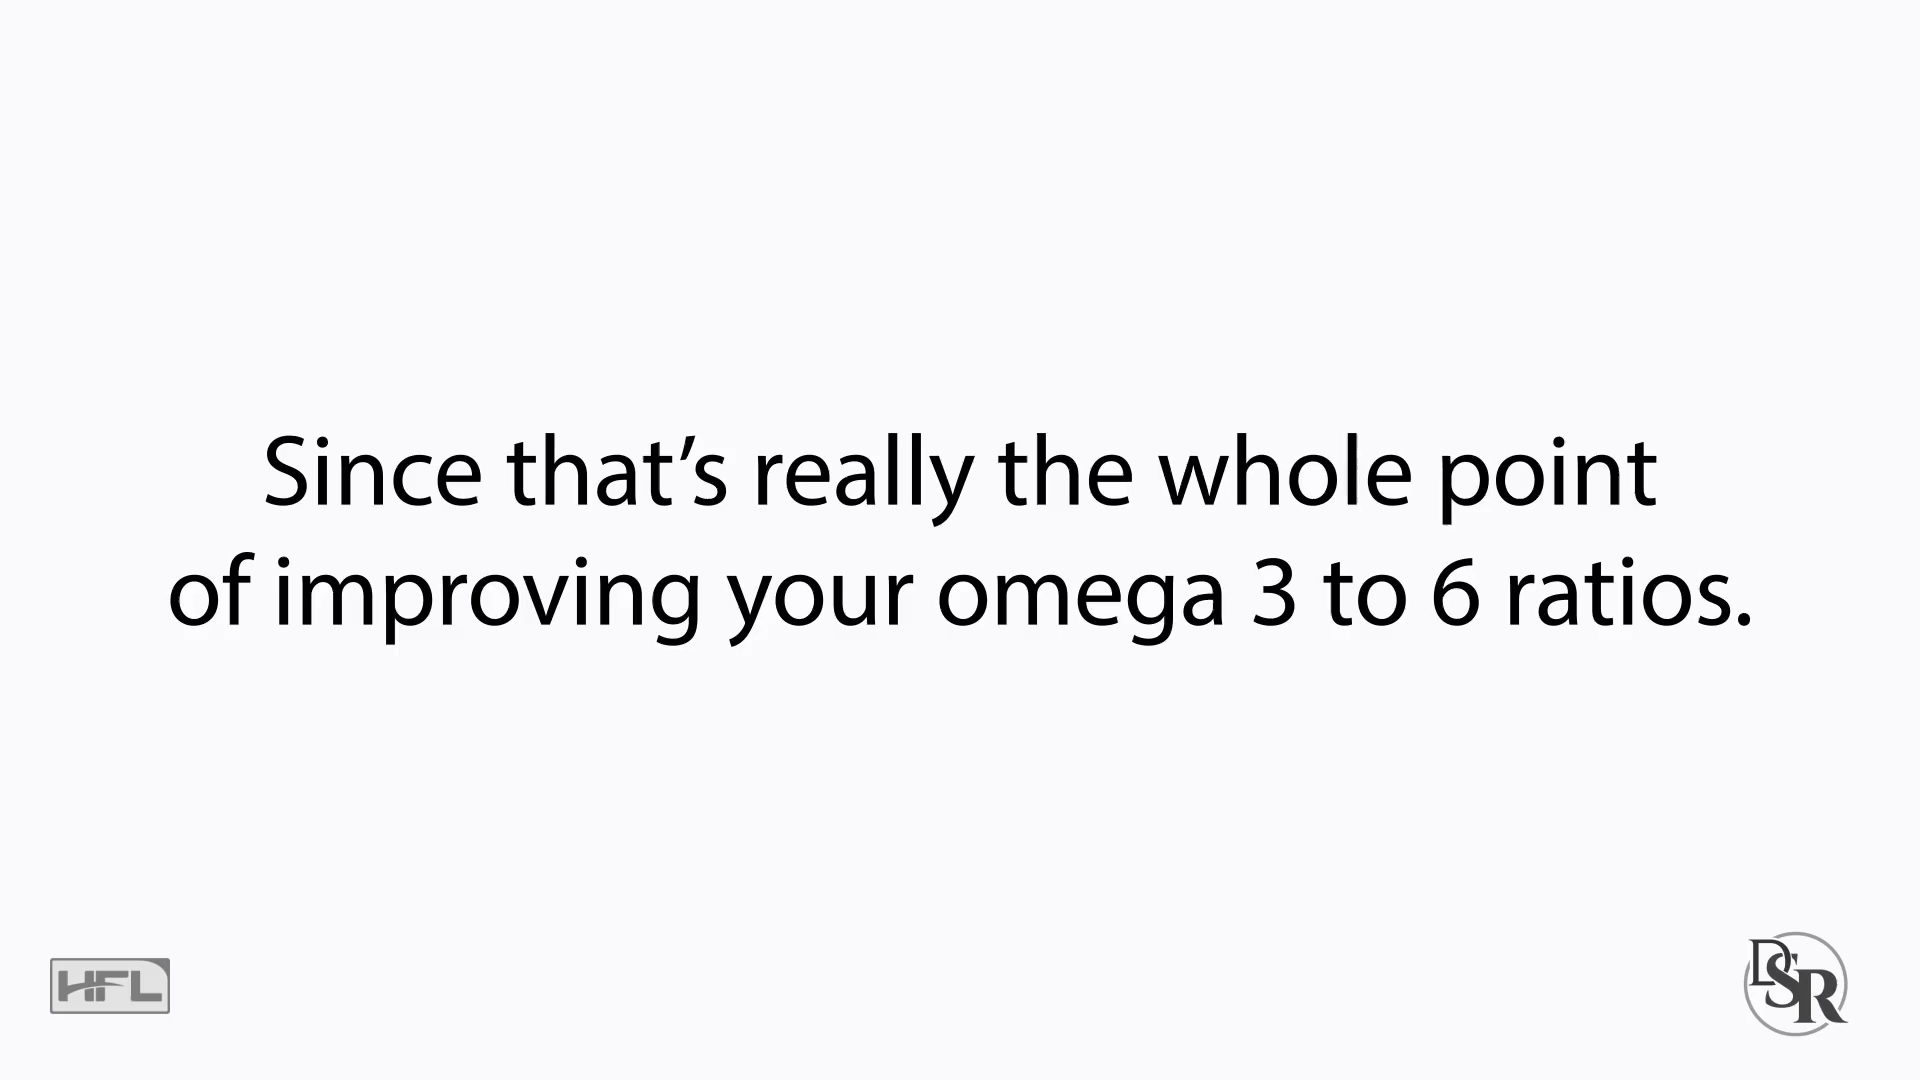 Since that’s really the whole point
of improving your omega 3 to 6 ratios.
HFL
DSR